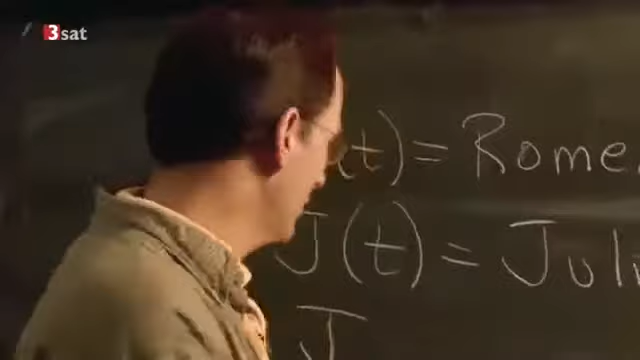 3sat
t) = Rome
J(t) = Juli
J